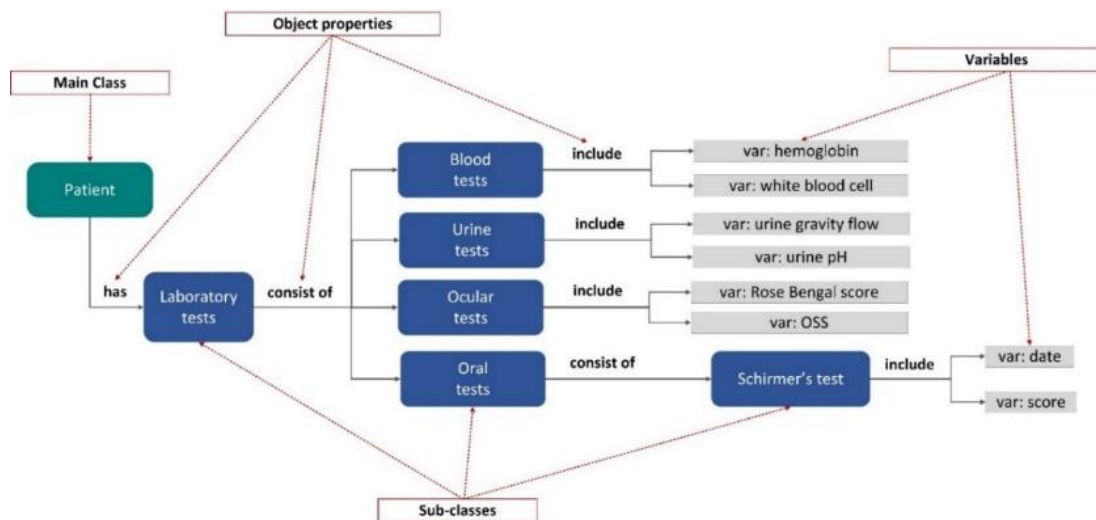 Object properties
Variables
Main Class
Blood
tests
include
var: hemoglobin
var: white blood cell
Patient
Urine
tests
include
var: urine gravity flow
var: urine pH
has
Laboratory
tests
consist of
Ocular
tests
include
var: Rose Bengal score
var: OSS
Oral
tests
consist of
Schirmer's test
include
var: date
var: score
Sub-classes